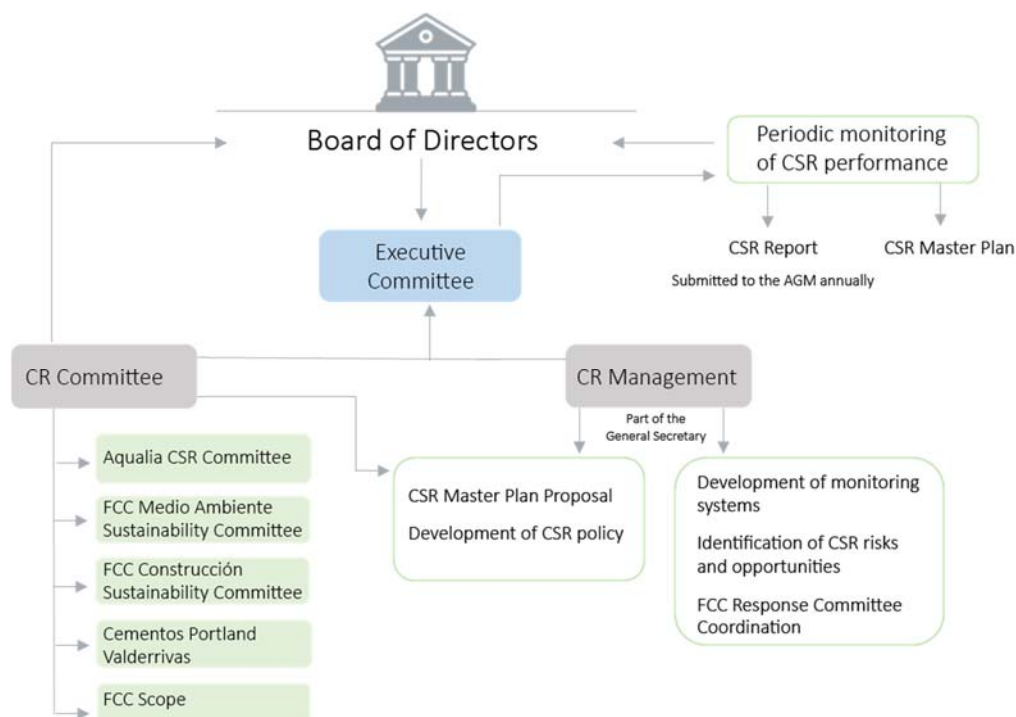 Board of Directors
Periodic monitoring
of CSR performance
Executive
Committee
CSR Report
CSR Master Plan
Submitted to the AGM annually
CR Committee
CR Management
Part of the
General Secretary
Aqualia CSR Committee
FCC Medio Ambiente
Sustainability Committee
FCC Construcción
Sustainability Committee
Cementos Portland
Valderrivas
FCC Scope
CSR Master Plan Proposal
Development of CSR policy
Development of monitoring
systems
Identification of CSR risks
and opportunities
FCC Response Committee
Coordination